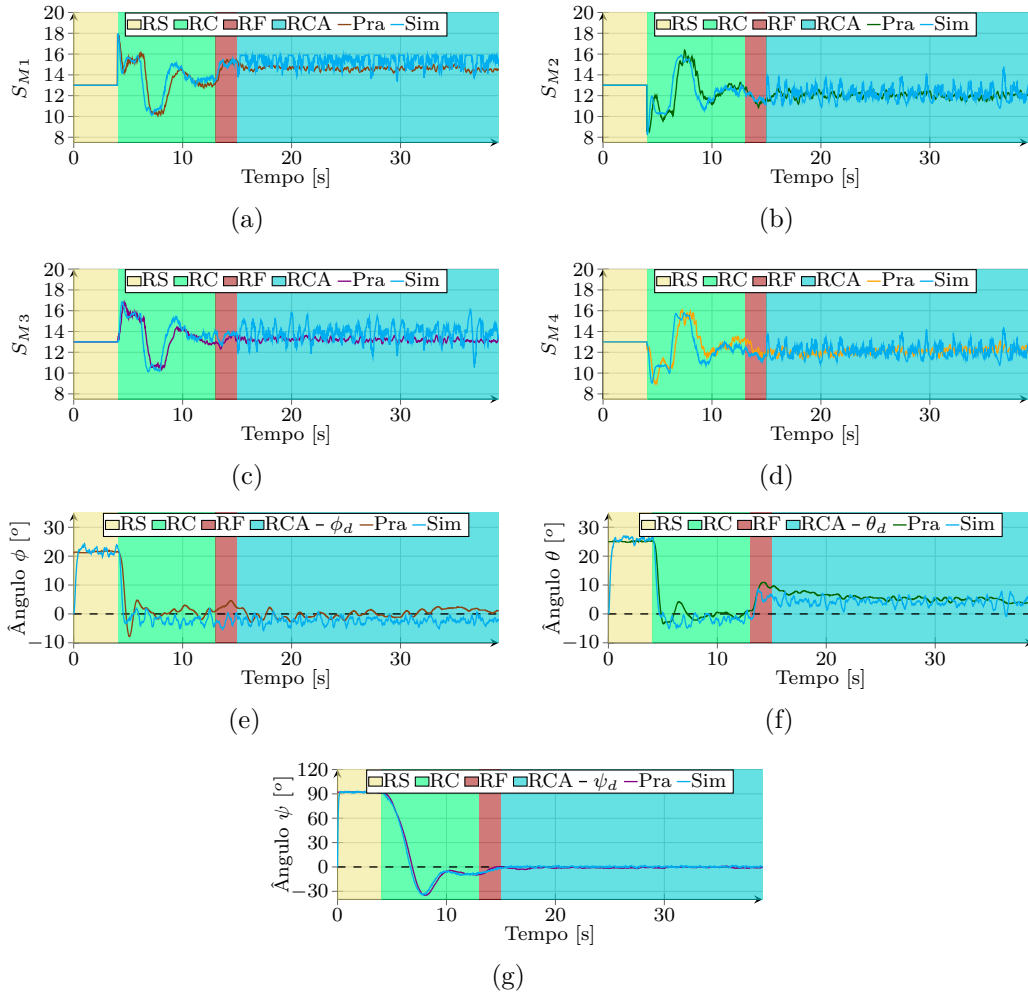 20 18 16 14 12 10 8
S_{M1}
RS RC RF RCA Pra Sim
0 10 20 30
Tempo [s]
(a)
20 18 16 14 12 10 8
S_{M2}
RS RC RF RCA Pra Sim
0 10 20 30
Tempo [s]
(b)
20 18 16 14 12 10 8
S_{M3}
RS RC RF RCA Pra Sim
0 10 20 30
Tempo [s]
(c)
20 18 16 14 12 10 8
S_{M4}
RS RC RF RCA Pra Sim
0 10 20 30
Tempo [s]
(d)
30 20 10 0 −10
Ângulo ϕ [°]
RS RC RF RCA ϕ_d Pra Sim
0 10 20 30
Tempo [s]
(e)
30 20 10 0 −10
Ângulo θ [°]
RS RC RF RCA θ_d Pra Sim
0 10 20 30
Tempo [s]
(f)
120 90 60 30 0 −30
Ângulo ψ [°]
RS RC RF RCA ψ_d Pra Sim
0 10 20 30
Tempo [s]
(g)